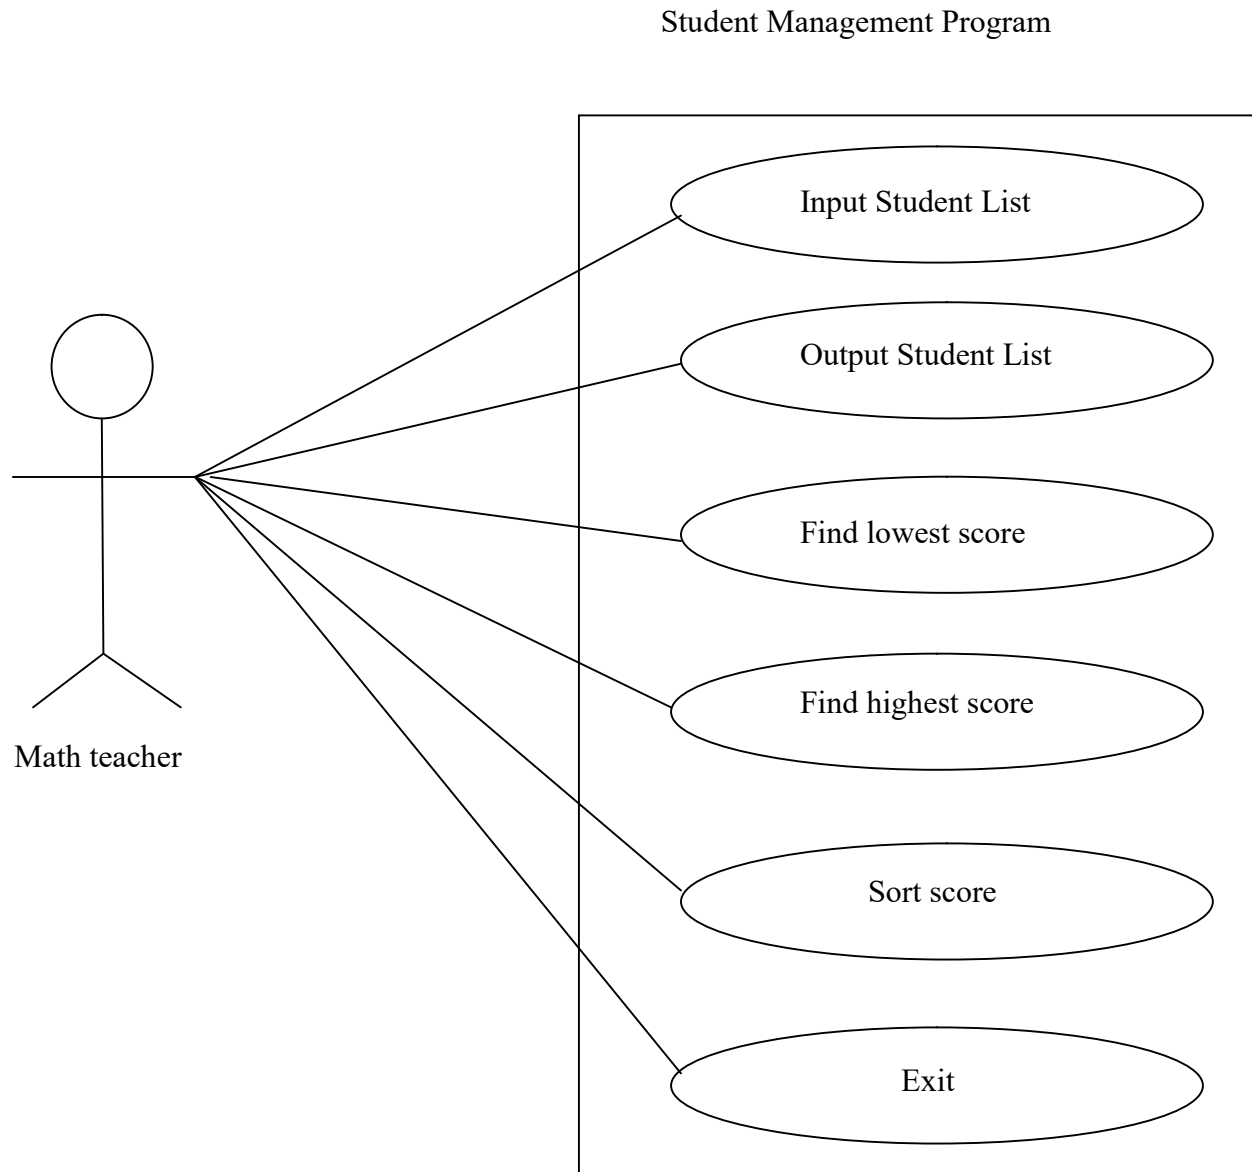 Student Management Program
Input Student List
Output Student List
Find lowest score
Find highest score
Math teacher
Sort score
Exit